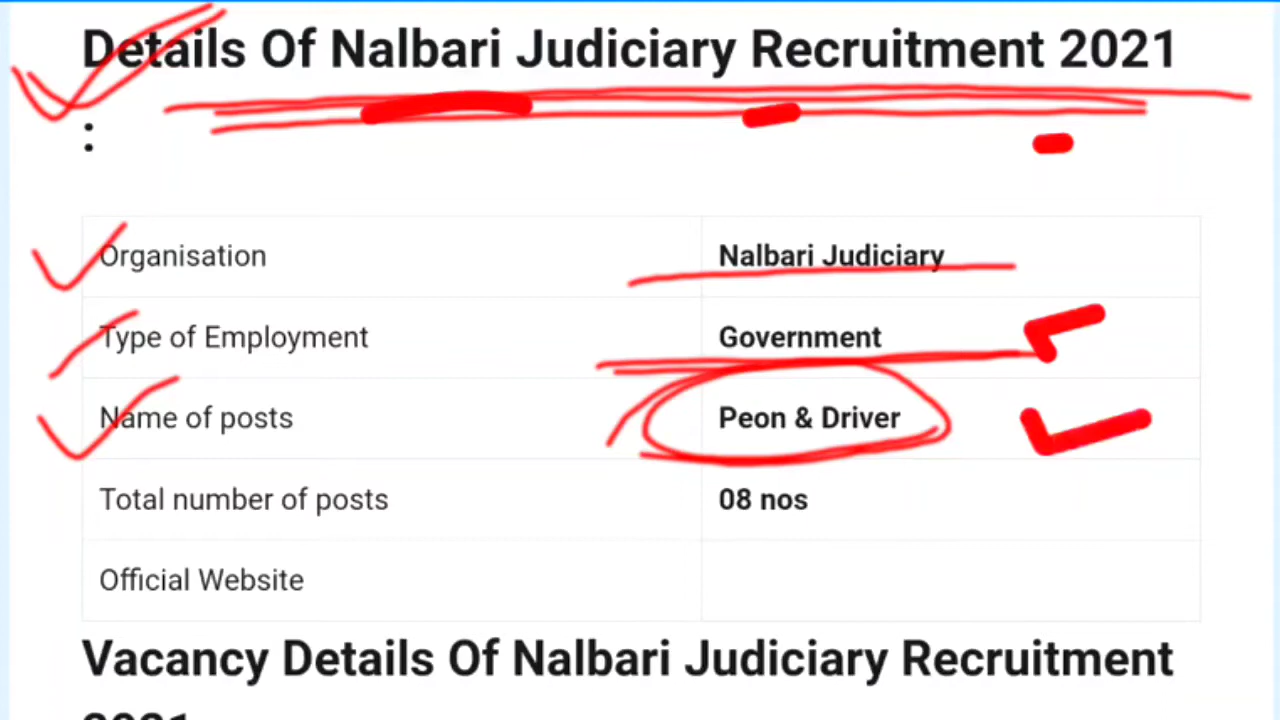 Details Of Nalbari Judiciary Recruitment 2021
:
Organisation Nalbari Judiciary
Type of Employment Government
Name of posts Peon & Driver
Total number of posts 08 nos
Official Website
Vacancy Details Of Nalbari Judiciary Recruitment
2021